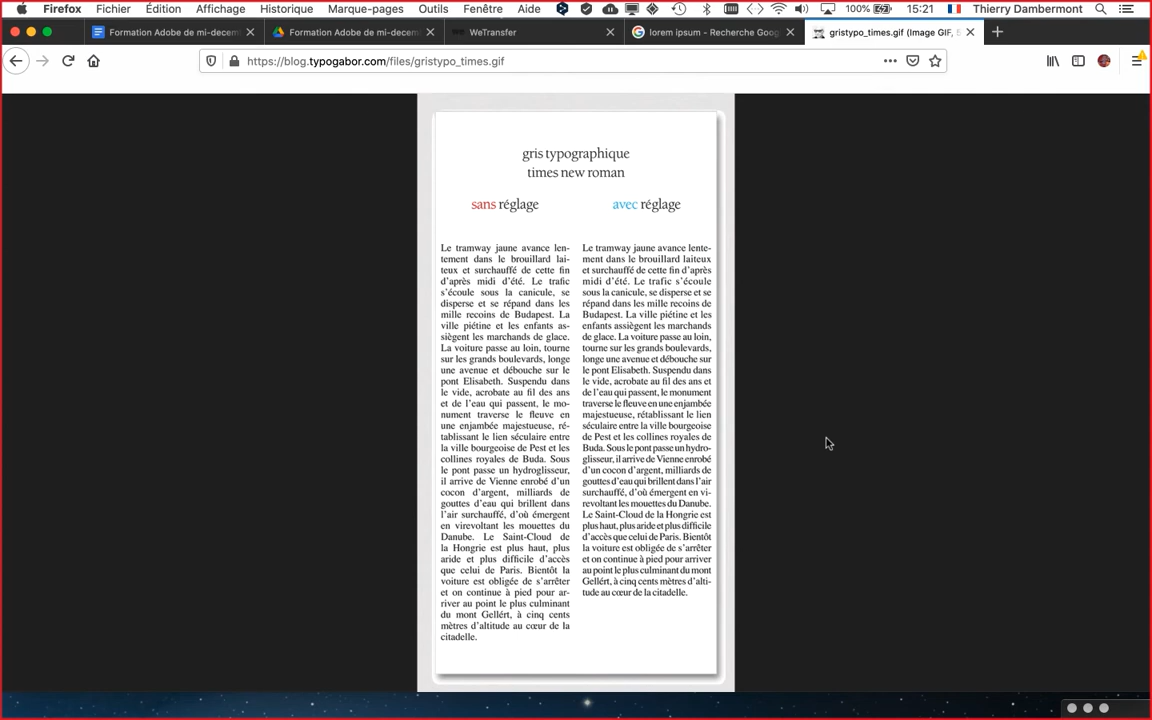 Firefox Fichier Édition Affichage Historique Marque-pages Outils Fenêtre Aide 100% 15:21 Thierry Dambermont
Formation Adobe de mi-decem Formation Adobe de mi-decem WeTransfer lorem ipsum - Recherche Goog gristypo_times.gif (Image GIF,
https://blog.typogabor.com/files/gristypo_times.gif
gris typographique
times new roman
sans réglage
avec réglage
Le tramway jaune avance len-
tement dans le brouillard lai-
teux et surchauffé de cette fin
d’après midi d’été. Le trafic
s’écoule sous la canicule, se
disperse et se répand dans les
mille recoins de Budapest. La
ville piétine et les enfants as-
siègent les marchands de glace.
La voiture passe au loin, tourne
sur les grands boulevards, longe
une avenue et débouche sur le
pont Elisabeth. Suspendu dans
le vide, acrobate au fil des ans
et de l’eau qui passent, le mo-
nument traverse le fleuve en
une enjambée majestueuse, ré-
tablissant le lien séculaire entre
la ville bourgeoise de Pest et les
collines royales de Buda. Sous
le pont passe un hydroglisseur,
il arrive de Vienne enrobé d’un
cocon d’argent, milliards de
gouttes d’eau qui brillent dans
l’air surchauffé, d’où émergent
en virevoltant les mouettes du
Danube. Le Saint-Cloud de
la Hongrie est plus haut, plus
aride et plus difficile d’accès
que celui de Paris. Bientôt la
voiture est obligée de s’arrêter
et on continue à pied pour ar-
river au point le plus culminant
du mont Gellért, à cinq cents
mètres d’altitude au cœur de la
citadelle.
Le tramway jaune avance lente-
ment dans le brouillard laiteux
et surchauffé de cette fin d’après
midi d’été. Le trafic s’écoule
sous la canicule, se disperse et se
répand dans les mille recoins de
Budapest. La ville piétine et les
enfants assiègent les marchands
de glace. La voiture passe au loin,
tourne sur les grands boulevards,
longe une avenue et débouche sur
le pont Elisabeth. Suspendu dans
le vide, acrobate au fil des ans et
de l’eau qui passent, le monument
traverse le fleuve en une enjambée
majestueuse, rétablissant le lien
séculaire entre la ville bourgeoise
de Pest et les collines royales de
Buda. Sous le pont passe un hydro-
glisseur, il arrive de Vienne enrobé
d’un cocon d’argent, milliards de
gouttes d’eau qui brillent dans l’air
surchauffé, d’où émergent en vi-
revoltant les mouettes du Danube.
Le Saint-Cloud de la Hongrie est
plus haut, plus aride et plus difficile
d’accès que celui de Paris. Bientôt
la voiture est obligée de s’arrêter
et on continue à pied pour arriver
au point le plus culminant du mont
Gellért, à cinq cents mètres d’alti-
tude au cœur de la citadelle.